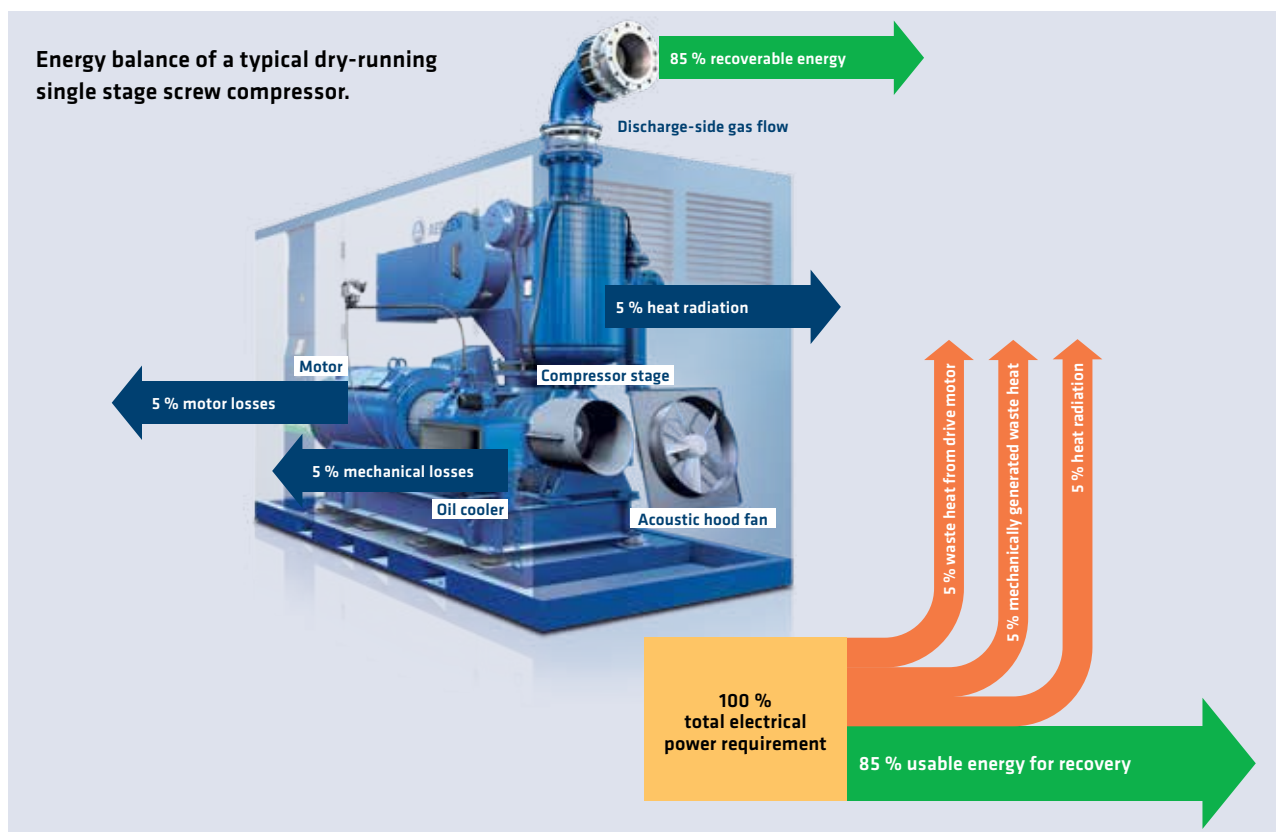 Energy balance of a typical dry-running
single stage screw compressor.
85 % recoverable energy
Discharge-side gas flow
5 % heat radiation
Motor
Compressor stage
5 % motor losses
5 % mechanical losses
Oil cooler
Acoustic hood fan
5 % waste heat from drive motor
5 % mechanically generated waste heat
5 % heat radiation
100 %
total electrical
power requirement
85 % usable energy for recovery